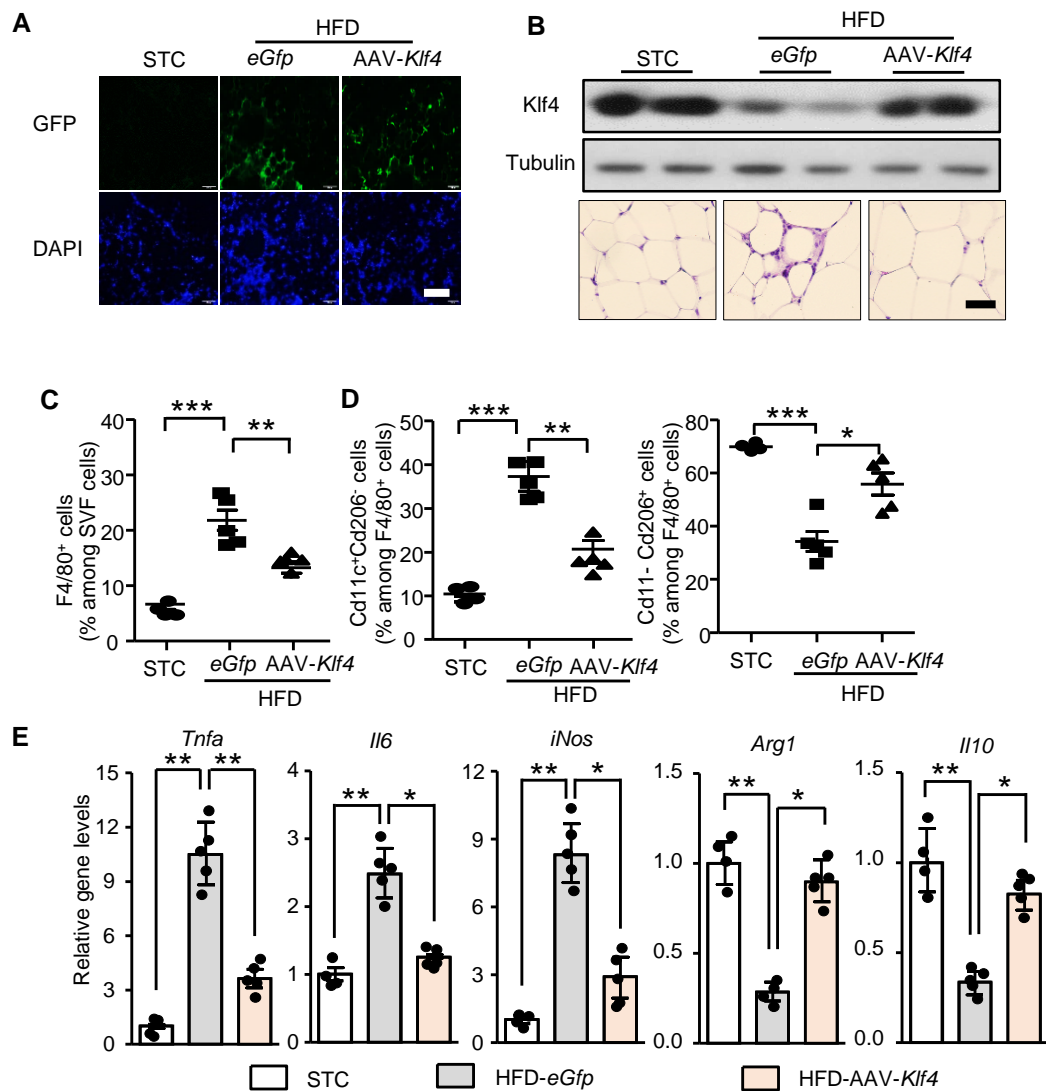 A
HFD
STC eGfp AAV-Klf4
GFP
DAPI
B
HFD
STC eGfp AAV-Klf4
Klf4
Tubulin
C
F4/80+ cells
(% among SVF cells)
40
30
20
10
0
***
**
STC eGfp AAV-Klf4
HFD
D
Cd11c+Cd206- cells
(% among F4/80+ cells)
50
40
30
20
10
0
***
**
STC eGfp AAV-Klf4
HFD
Cd11- Cd206+ cells
(% among F4/80+ cells)
80
60
40
20
0
***
*
STC eGfp AAV-Klf4
HFD
E
Relative gene levels
Tnfa
15
12
9
6
3
0
** **
Il6
4
3
2
1
0
** *
iNos
12
9
6
3
0
** *
Arg1
1.5
1.0
0.5
0.0
** *
Il10
1.5
1.0
0.5
0.0
** *
STC HFD-eGfp HFD-AAV-Klf4